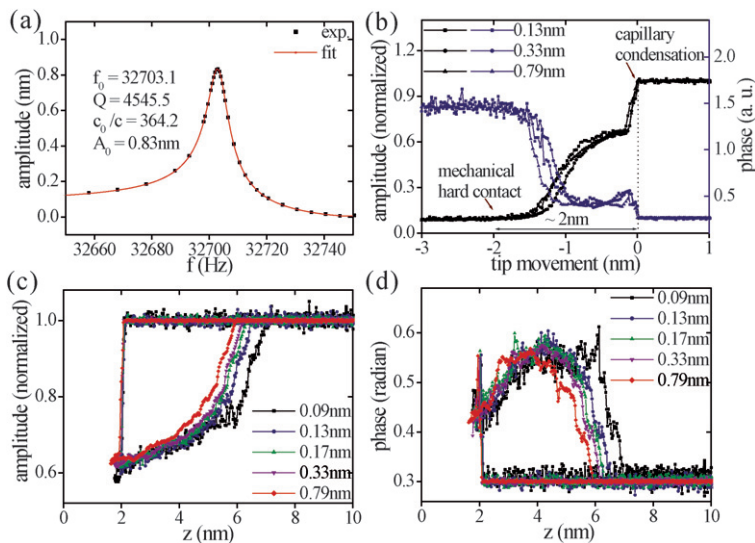 (a)
amplitude (nm)
1.0
0.8
0.6
0.4
0.2
0.0
exp.
fit
f0 = 32703.1
Q = 4545.5
c0/c = 364.2
A0 = 0.83nm
32660 32680 32700 32720 32740
f (Hz)
(b)
amplitude (normalized)
1.2
0.9
0.6
0.3
0.0
0.13nm
0.33nm
0.79nm
capillary
condensation
mechanical
hard contact
~ 2nm
2.0
1.5
1.0
0.5
phase (a. u.)
-3 -2 -1 0 1
tip movement (nm)
(c)
amplitude (normalized)
1.0
0.8
0.6
0.09nm
0.13nm
0.17nm
0.33nm
0.79nm
0 2 4 6 8 10
z (nm)
(d)
phase (radian)
0.6
0.5
0.4
0.3
0.09nm
0.13nm
0.17nm
0.33nm
0.79nm
0 2 4 6 8 10
z (nm)